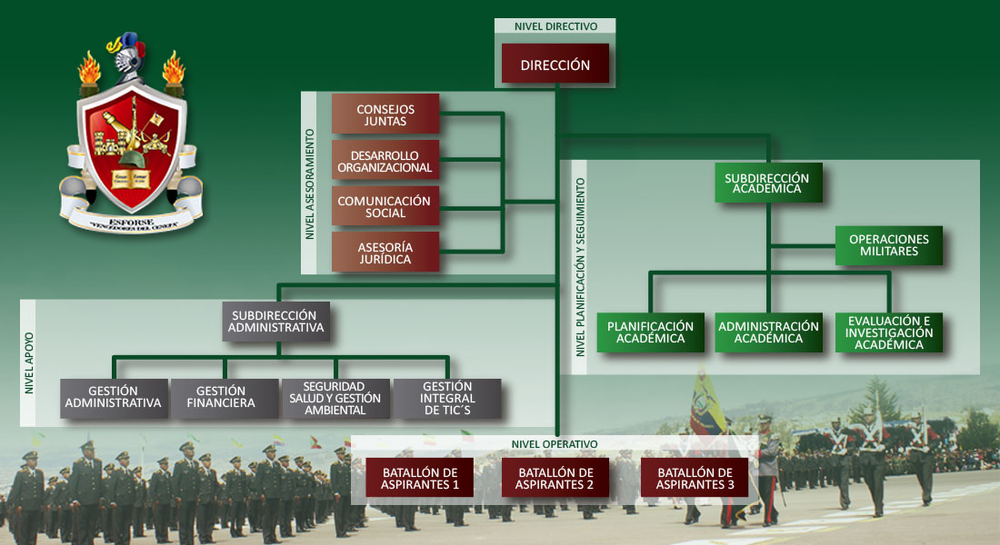 NIVEL DIRECTIVO
DIRECCIÓN
NIVEL ASESORAMIENTO
CONSEJOS
JUNTAS
DESARROLLO
ORGANIZACIONAL
COMUNICACIÓN
SOCIAL
ASESORÍA
JURÍDICA
ESFORSE
"VENCEDORES DEL CENEPA"
NIVEL PLANIFICACIÓN Y SEGUIMIENTO
SUBDIRECCIÓN
ACADÉMICA
OPERACIONES
MILITARES
PLANIFICACIÓN
ACADÉMICA
ADMINISTRACIÓN
ACADÉMICA
EVALUACIÓN E
INVESTIGACIÓN
ACADÉMICA
NIVEL APOYO
SUBDIRECCIÓN
ADMINISTRATIVA
GESTIÓN
ADMINISTRATIVA
GESTIÓN
FINANCIERA
SEGURIDAD
SALUD Y GESTIÓN
AMBIENTAL
GESTIÓN
INTEGRAL
DE TIC´S
NIVEL OPERATIVO
BATALLÓN DE
ASPIRANTES 1
BATALLÓN DE
ASPIRANTES 2
BATALLÓN DE
ASPIRANTES 3